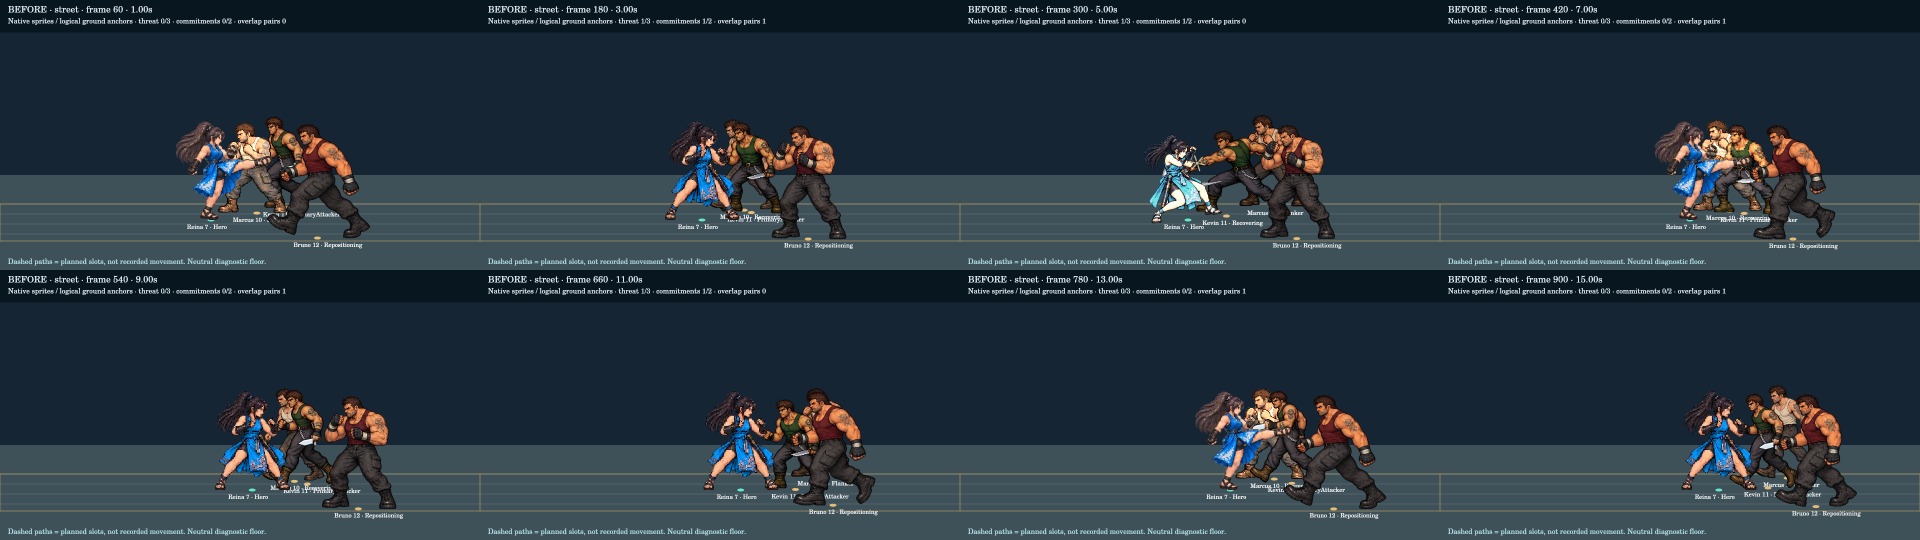 BEFORE · street · frame 60 · 1.00s
Native sprites / logical ground anchors · threat 0/3 · commitments 0/2 · overlap pairs 0
Marcus 10 ·
Reina 7 · Hero
Bruno 12 · Repositioning
Dashed paths = planned slots, not recorded movement. Neutral diagnostic floor.
BEFORE · street · frame 180 · 3.00s
Native sprites / logical ground anchors · threat 1/3 · commitments 1/2 · overlap pairs 1
Reina 7 · Hero
Bruno 12 · Repositioning
Dashed paths = planned slots, not recorded movement. Neutral diagnostic floor.
BEFORE · street · frame 300 · 5.00s
Native sprites / logical ground anchors · threat 1/3 · commitments 1/2 · overlap pairs 0
Marcus
Kevin 11 · Recovering
Reina 7 · Hero
Bruno 12 · Repositioning
Dashed paths = planned slots, not recorded movement. Neutral diagnostic floor.
BEFORE · street · frame 420 · 7.00s
Native sprites / logical ground anchors · threat 0/3 · commitments 0/2 · overlap pairs 1
Reina 7 · Hero
Bruno 12 · Repositioning
Dashed paths = planned slots, not recorded movement. Neutral diagnostic floor.
BEFORE · street · frame 540 · 9.00s
Native sprites / logical ground anchors · threat 0/3 · commitments 0/2 · overlap pairs 1
Reina 7 · Hero
Bruno 12 · Repositioning
Dashed paths = planned slots, not recorded movement. Neutral diagnostic floor.
BEFORE · street · frame 660 · 11.00s
Native sprites / logical ground anchors · threat 1/3 · commitments 1/2 · overlap pairs 0
Reina 7 · Hero
Bruno 12 · Repositioning
Dashed paths = planned slots, not recorded movement. Neutral diagnostic floor.
BEFORE · street · frame 780 · 13.00s
Native sprites / logical ground anchors · threat 0/3 · commitments 0/2 · overlap pairs 1
Marcus 10 ·
Reina 7 · Hero
Bruno 12 · Repositioning
Dashed paths = planned slots, not recorded movement. Neutral diagnostic floor.
BEFORE · street · frame 900 · 15.00s
Native sprites / logical ground anchors · threat 0/3 · commitments 0/2 · overlap pairs 1
Marcus
Kevin 11 ·
Reina 7 · Hero
Bruno 12 · Repositioning
Dashed paths = planned slots, not recorded movement. Neutral diagnostic floor.